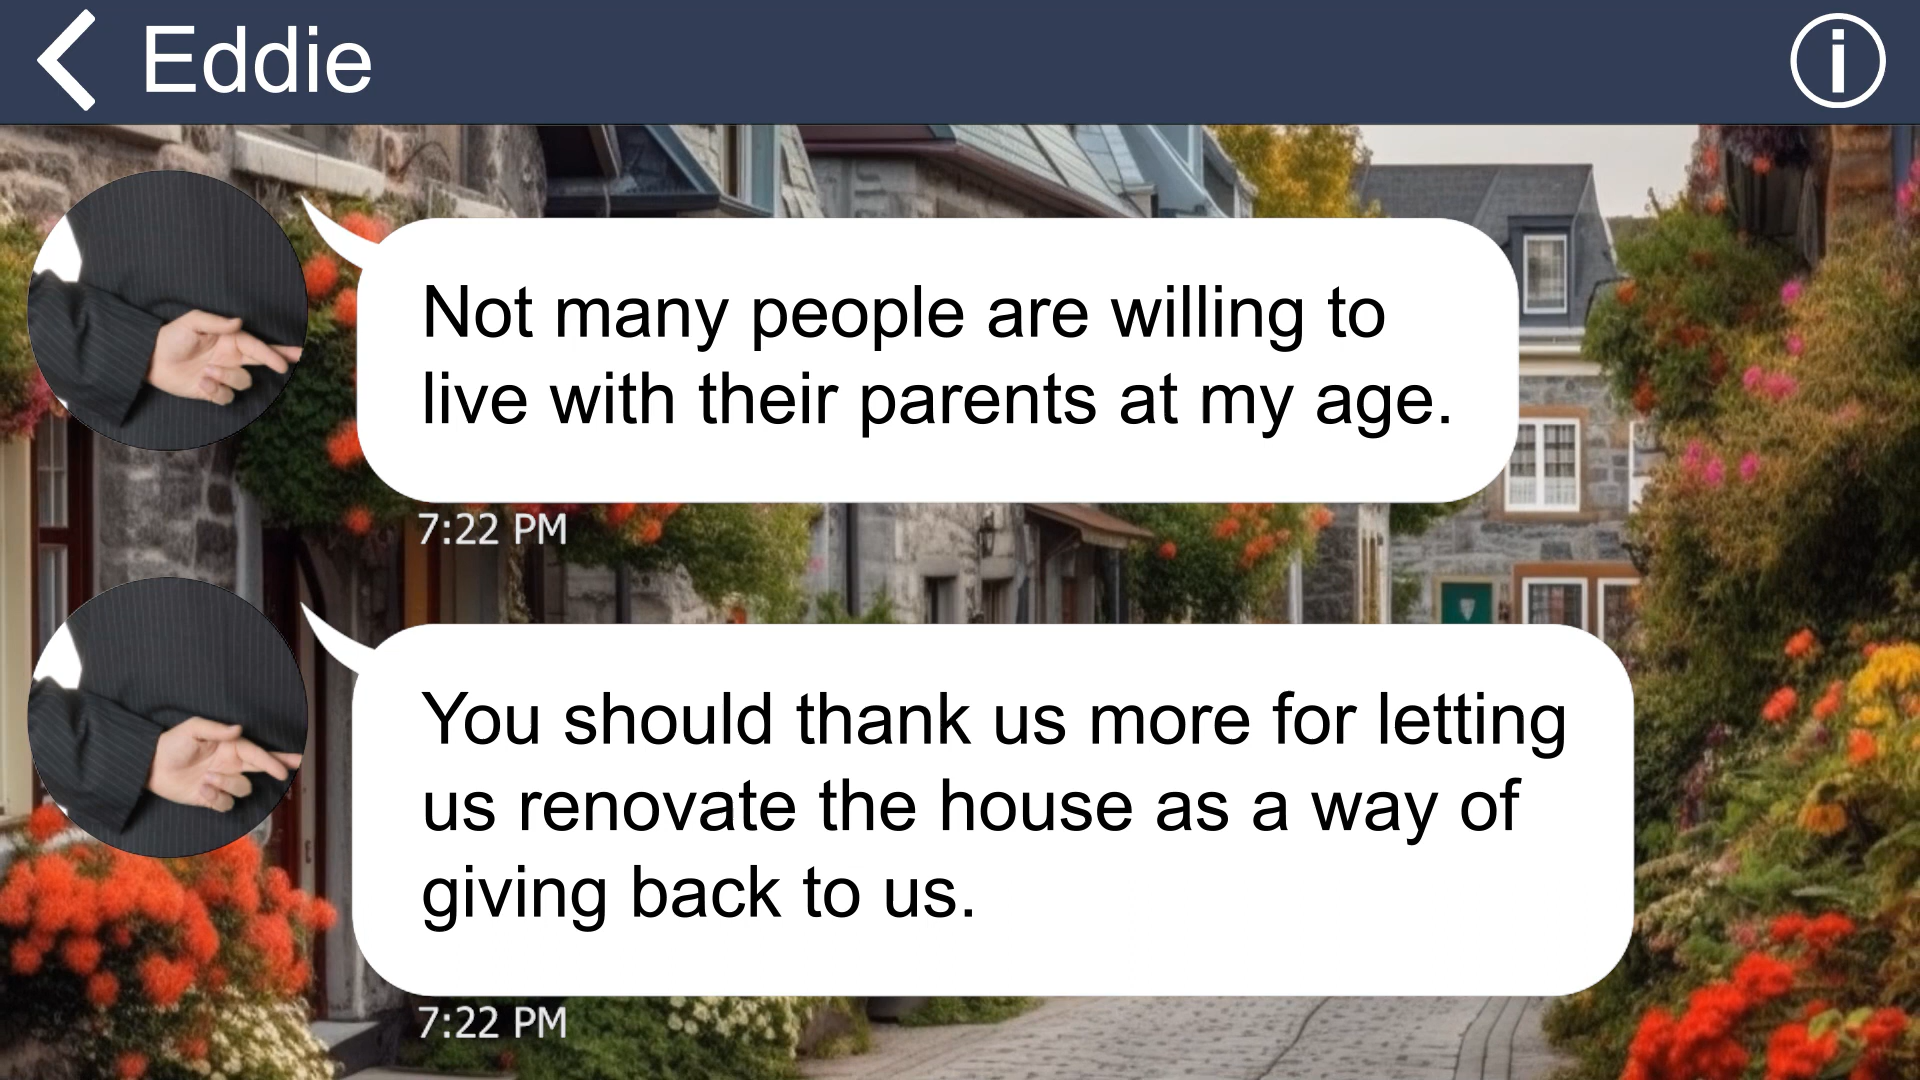 Eddie
Not many people are willing to
live with their parents at my age.
7:22 PM
You should thank us more for letting
us renovate the house as a way of
giving back to us.
7:22 PM